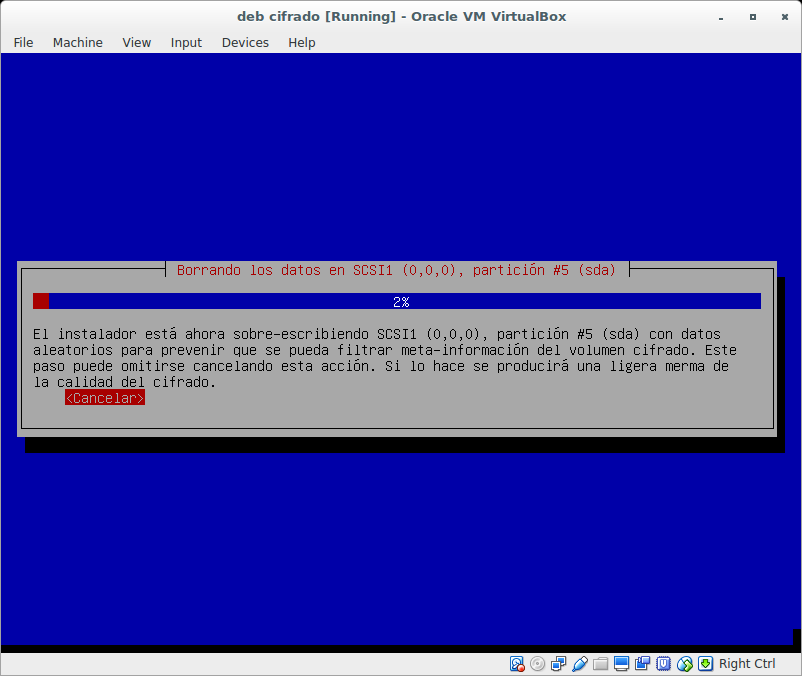 deb cifrado [Running] - Oracle VM VirtualBox
File Machine View Input Devices Help
Borrando los datos en SCSI1 (0,0,0), partición #5 (sda)
2%
El instalador está ahora sobre-escribiendo SCSI1 (0,0,0), partición #5 (sda) con datos
aleatorios para prevenir que se pueda filtrar meta-información del volumen cifrado. Este
paso puede omitirse cancelando esta acción. Si lo hace se producirá una ligera merma de
la calidad del cifrado.
<Cancelar>
Right Ctrl